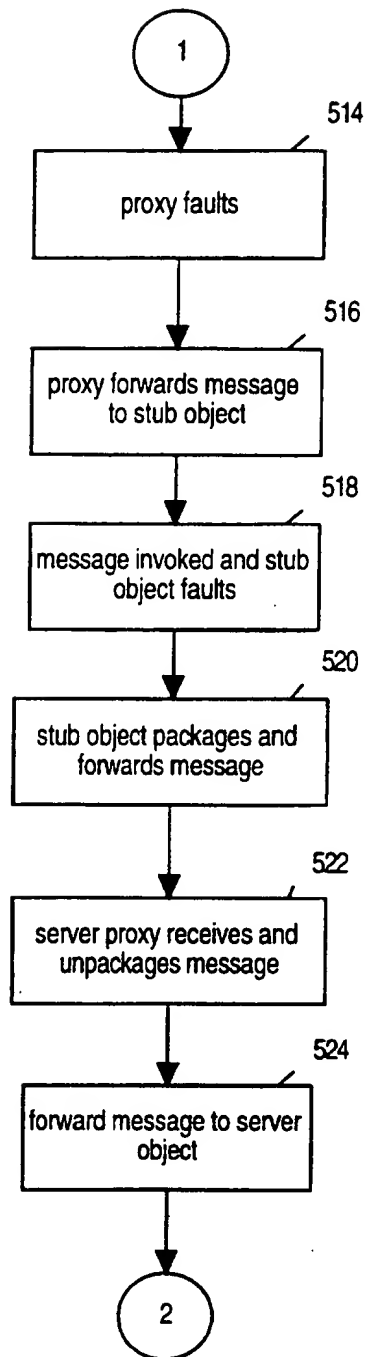 1
514
proxy faults
516
proxy forwards message
to stub object
518
message invoked and stub
object faults
520
stub object packages and
forwards message
522
server proxy receives and
unpackages message
524
forward message to server
object
2